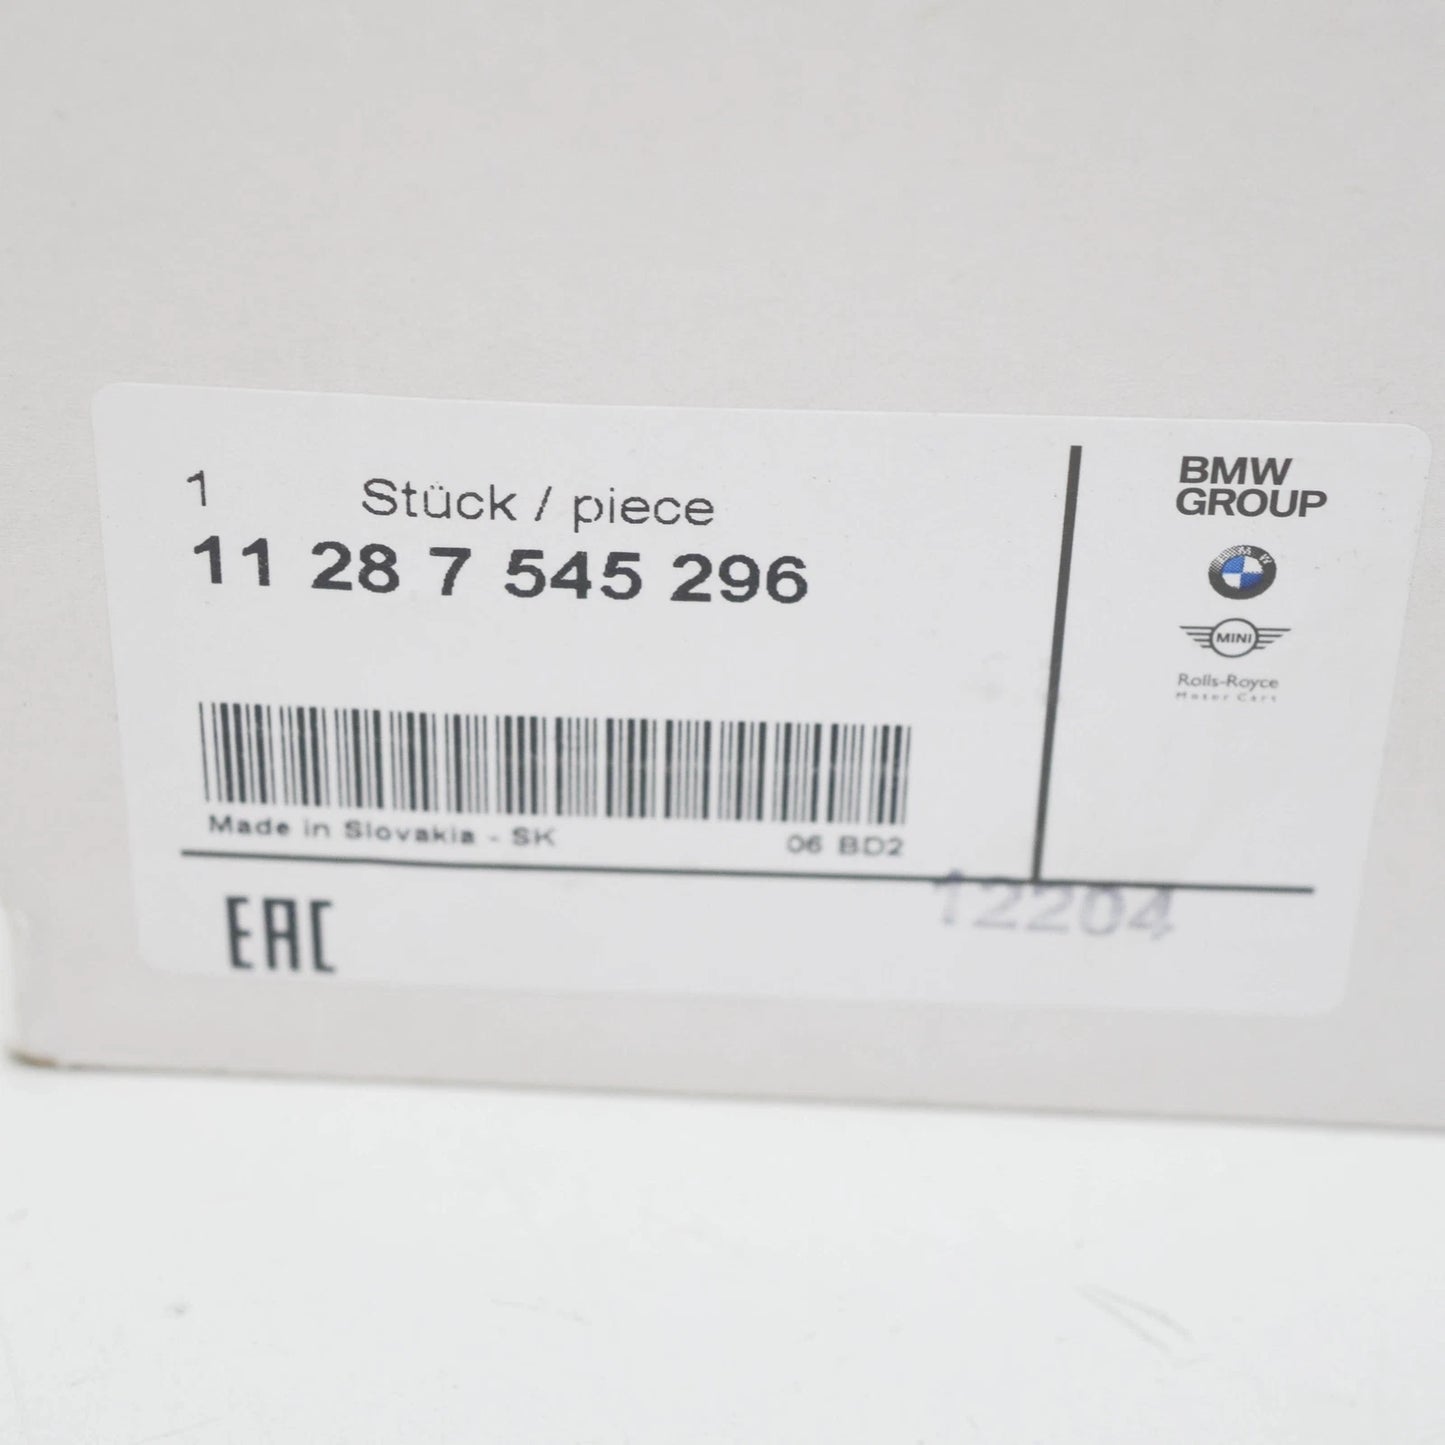 1 Stück / piece
11 28 7 545 296
Made in Slovakia - SK 06 BD2
EAC
12204
BMW
GROUP
BMW
MINI
Rolls-Royce
Motor Cars